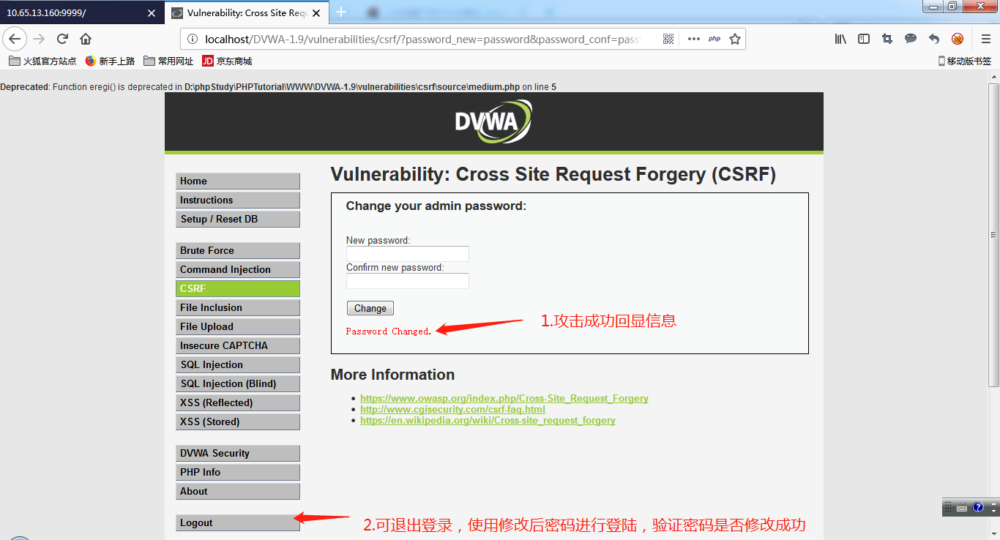 10.65.13.160:9999/
Vulnerability: Cross Site Req
localhost/DVWA-1.9/vulnerabilities/csrf/?password_new=password&password_conf=pass
php
火狐官方站点
新手上路
常用网址
JD 京东商城
移动版书签
Deprecated: Function eregi() is deprecated in D:\phpStudy\PHPTutorial\WWW\DVWA-1.9\vulnerabilities\csrf\source\medium.php on line 5
DVWA
Home
Instructions
Setup / Reset DB
Brute Force
Command Injection
CSRF
File Inclusion
File Upload
Insecure CAPTCHA
SQL Injection
SQL Injection (Blind)
XSS (Reflected)
XSS (Stored)
DVWA Security
PHP Info
About
Logout
Vulnerability: Cross Site Request Forgery (CSRF)
Change your admin password:
New password:
Confirm new password:
Change
Password Changed.
1.攻击成功回显信息
More Information
https://www.owasp.org/index.php/Cross-Site_Request_Forgery
http://www.cgisecurity.com/csrf-faq.html
https://en.wikipedia.org/wiki/Cross-site_request_forgery
2.可退出登录，使用修改后密码进行登陆，验证密码是否修改成功